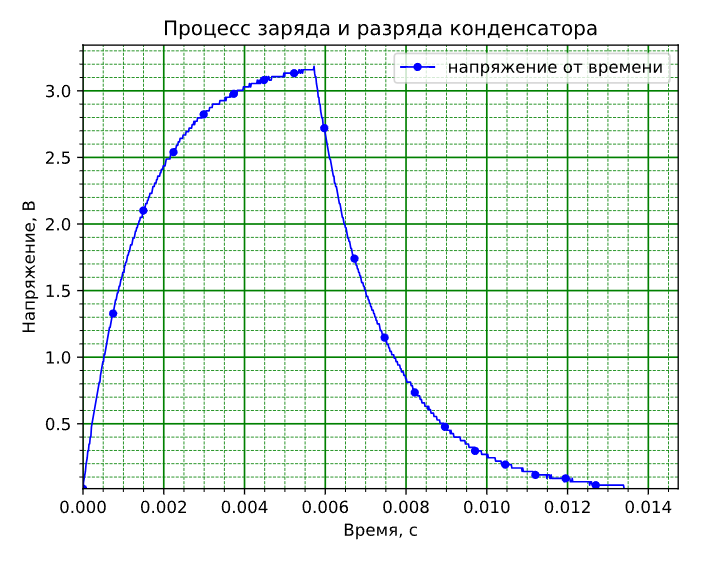 Процесс заряда и разряда конденсатора
напряжение от времени
Напряжение, В
3.0
2.5
2.0
1.5
1.0
0.5
0.000 0.002 0.004 0.006 0.008 0.010 0.012 0.014
Время, с